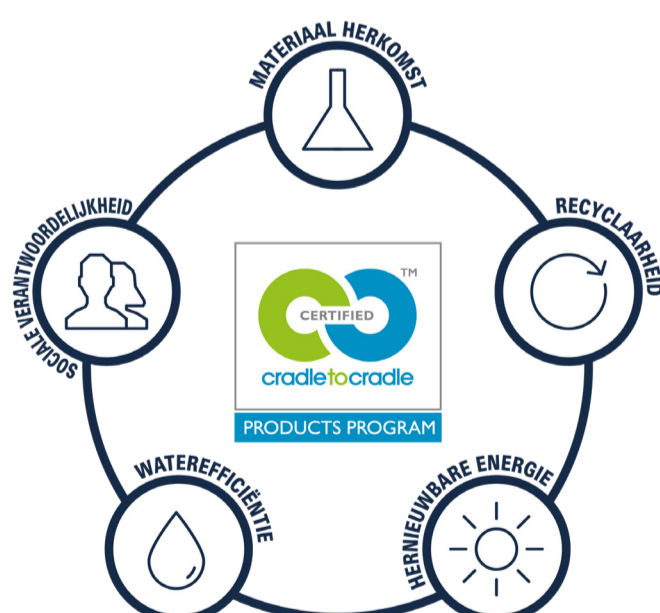 MATERIAAL HERKOMST
RECYCLAARHEID
SOCIALE VERANTWOORDELIJKHEID
TM
CERTIFIED
cradletocradle
PRODUCTS PROGRAM
WATEREFFICIËNTIE
HERNIEUWBARE ENERGIE